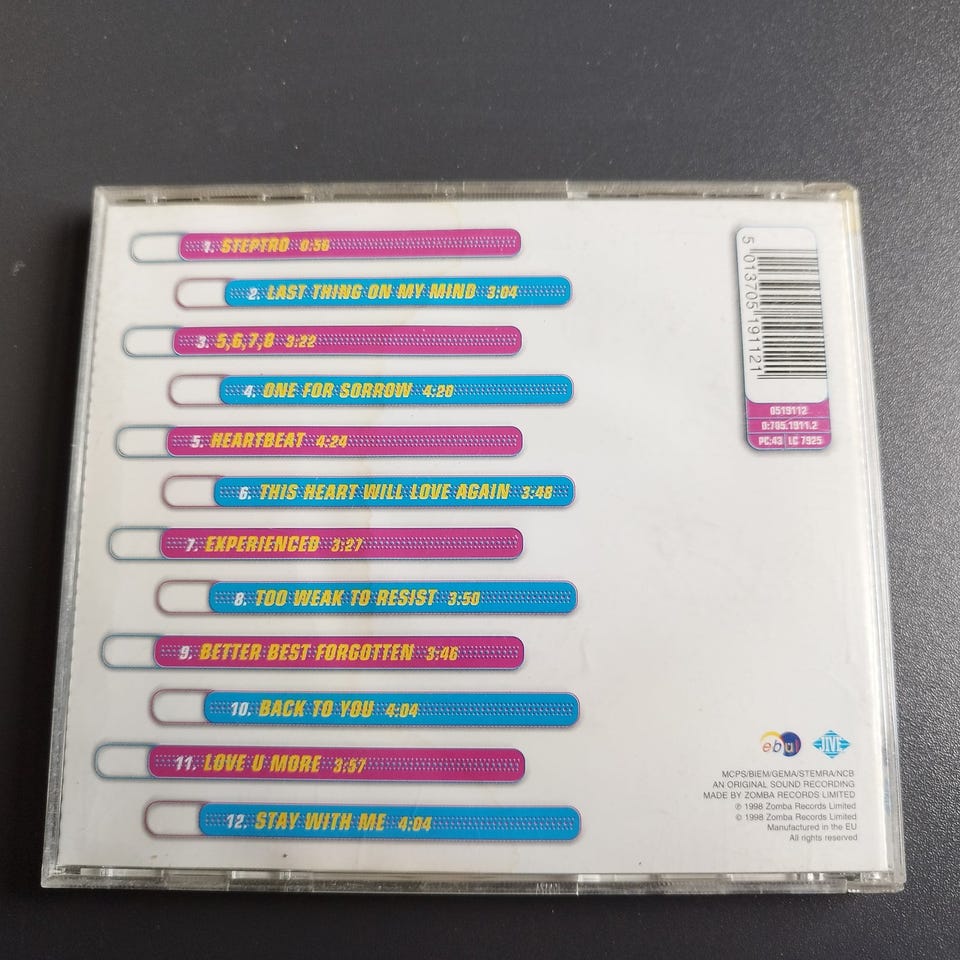 1. STEPTRO 0:56
2. LAST THING ON MY MIND 3:04
3. 5,6,7,8 3:22
4. ONE FOR SORROW 4:20
5. HEARTBEAT 4:24
6. THIS HEART WILL LOVE AGAIN 3:48
7. EXPERIENCED 3:27
8. TOO WEAK TO RESIST 3:50
9. BETTER BEST FORGOTTEN 3:46
10. BACK TO YOU 4:04
11. LOVE U MORE 3:57
12. STAY WITH ME 4:04
5 013705 191121
0519112
D:705.1911.2
PC:43 LC 7925
ebul JIVE
MCPS/BIEM/GEMA/STEMRA/NCB
AN ORIGINAL SOUND RECORDING
MADE BY ZOMBA RECORDS LIMITED
℗ 1998 Zomba Records Limited
© 1998 Zomba Records Limited
Manufactured in the EU
All rights reserved